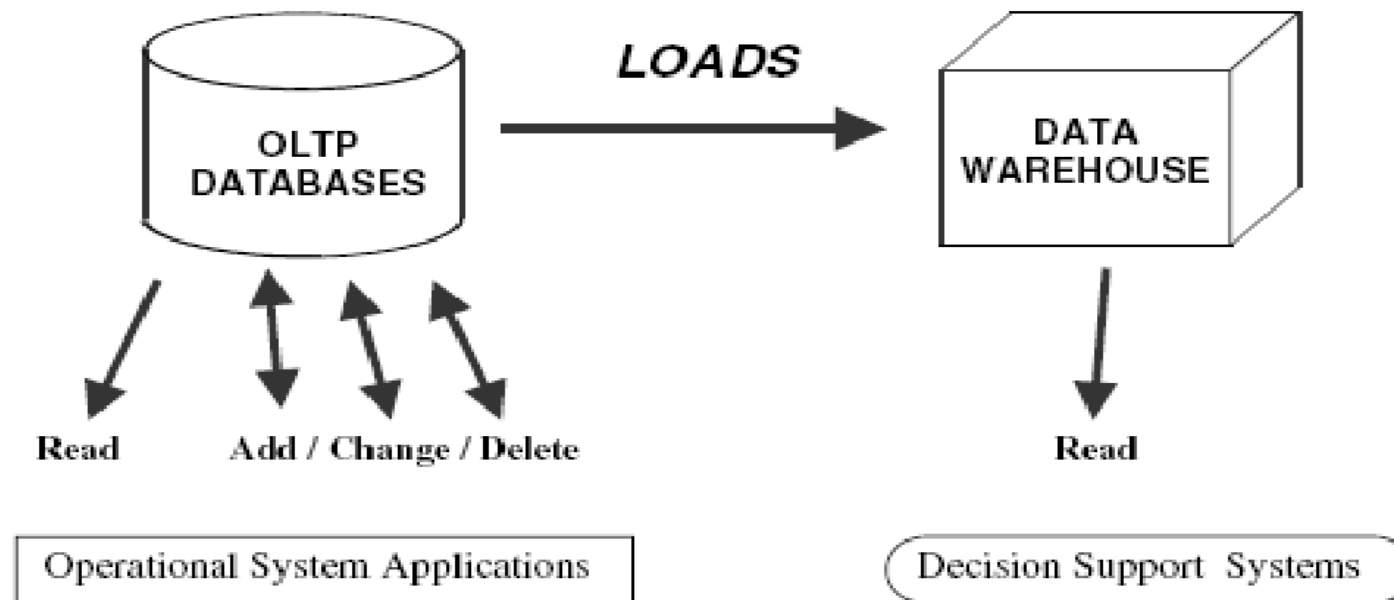 LOADS
OLTP
DATABASES
DATA
WAREHOUSE
Read
Add / Change / Delete
Read
Operational System Applications
Decision Support Systems